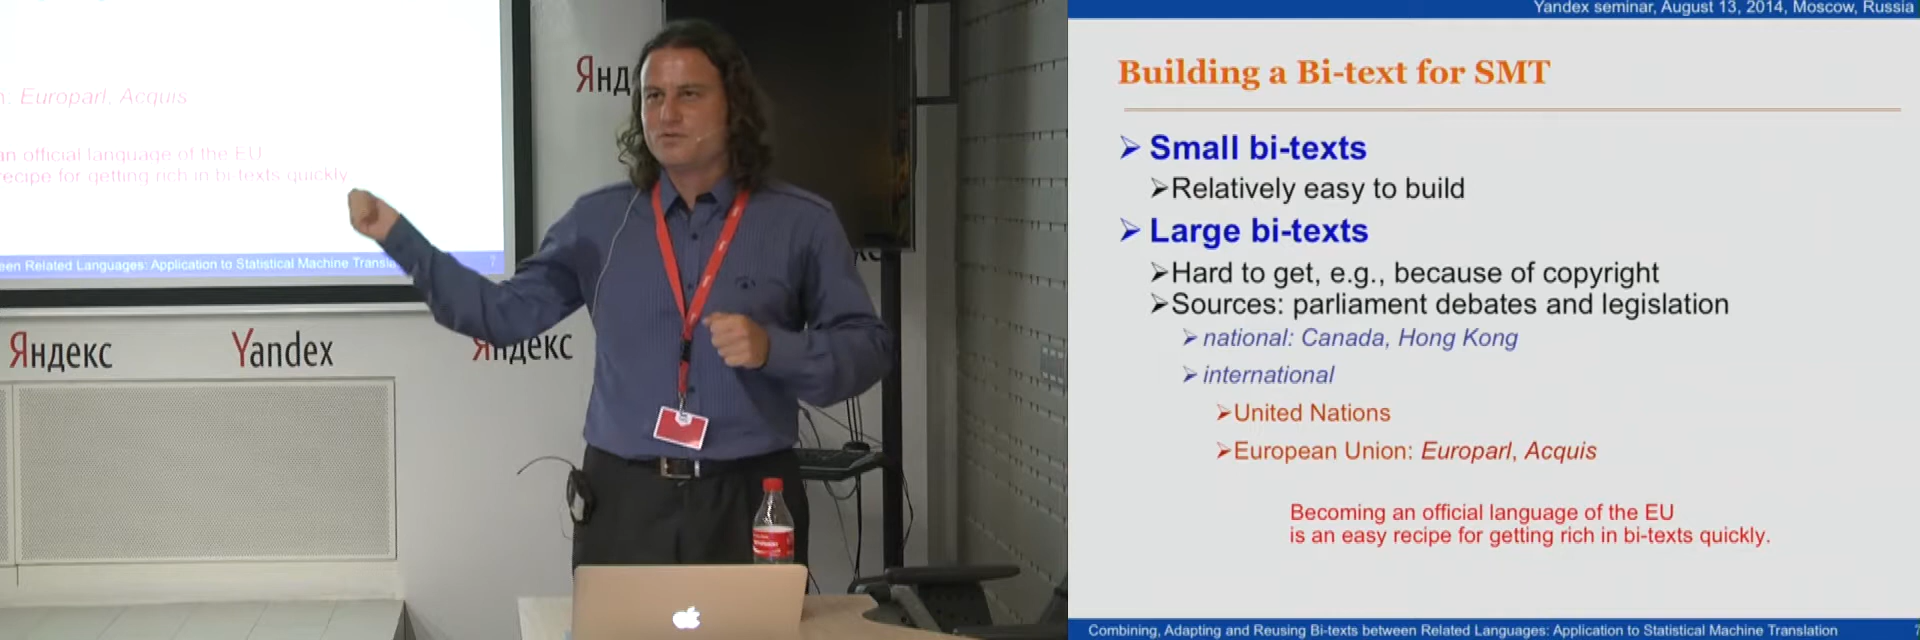 Europarl, Acquis
an official language of the EU
recipe for getting rich in bi-texts quickly
een Related Languages: Application to Statistical Machine Transla
7
Янд
Яндекс
Yandex
Яндекс
Yandex seminar, August 13, 2014, Moscow, Russia
Building a Bi-text for SMT
➢ Small bi-texts
➢Relatively easy to build
➢ Large bi-texts
➢Hard to get, e.g., because of copyright
➢Sources: parliament debates and legislation
➢ national: Canada, Hong Kong
➢ international
➢United Nations
➢European Union: Europarl, Acquis
Becoming an official language of the EU
is an easy recipe for getting rich in bi-texts quickly.
Combining, Adapting and Reusing Bi-texts between Related Languages: Application to Statistical Machine Translation